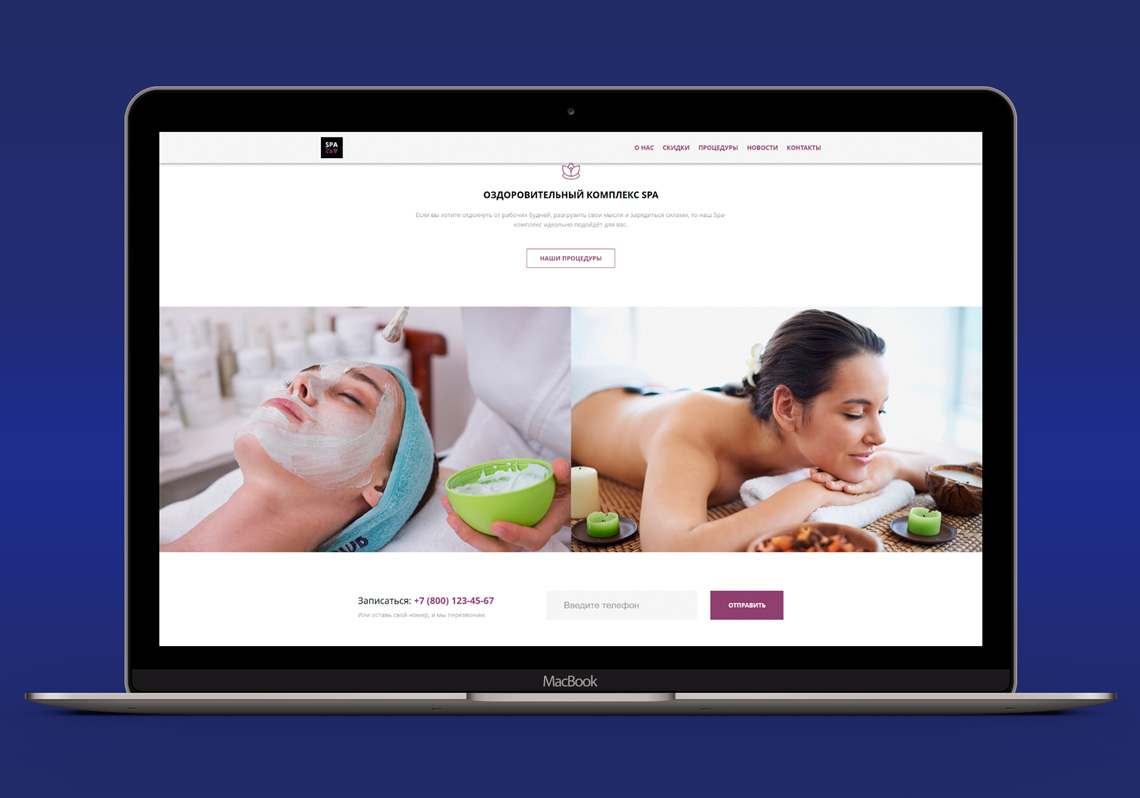 SPA
SPA
О НАС СКИДКИ ПРОЦЕДУРЫ НОВОСТИ КОНТАКТЫ
ОЗДОРОВИТЕЛЬНЫЙ КОМПЛЕКС SPA
Если вы хотите отдохнуть от рабочих будней, разгрузить свои мысли и зарядиться силами, то наш Spa-
комплекс идеально подойдёт для вас.
НАШИ ПРОЦЕДУРЫ
Записаться: +7 (800) 123-45-67
Или оставь свой номер, и мы перезвоним.
Введите телефон
ОТПРАВИТЬ
MacBook